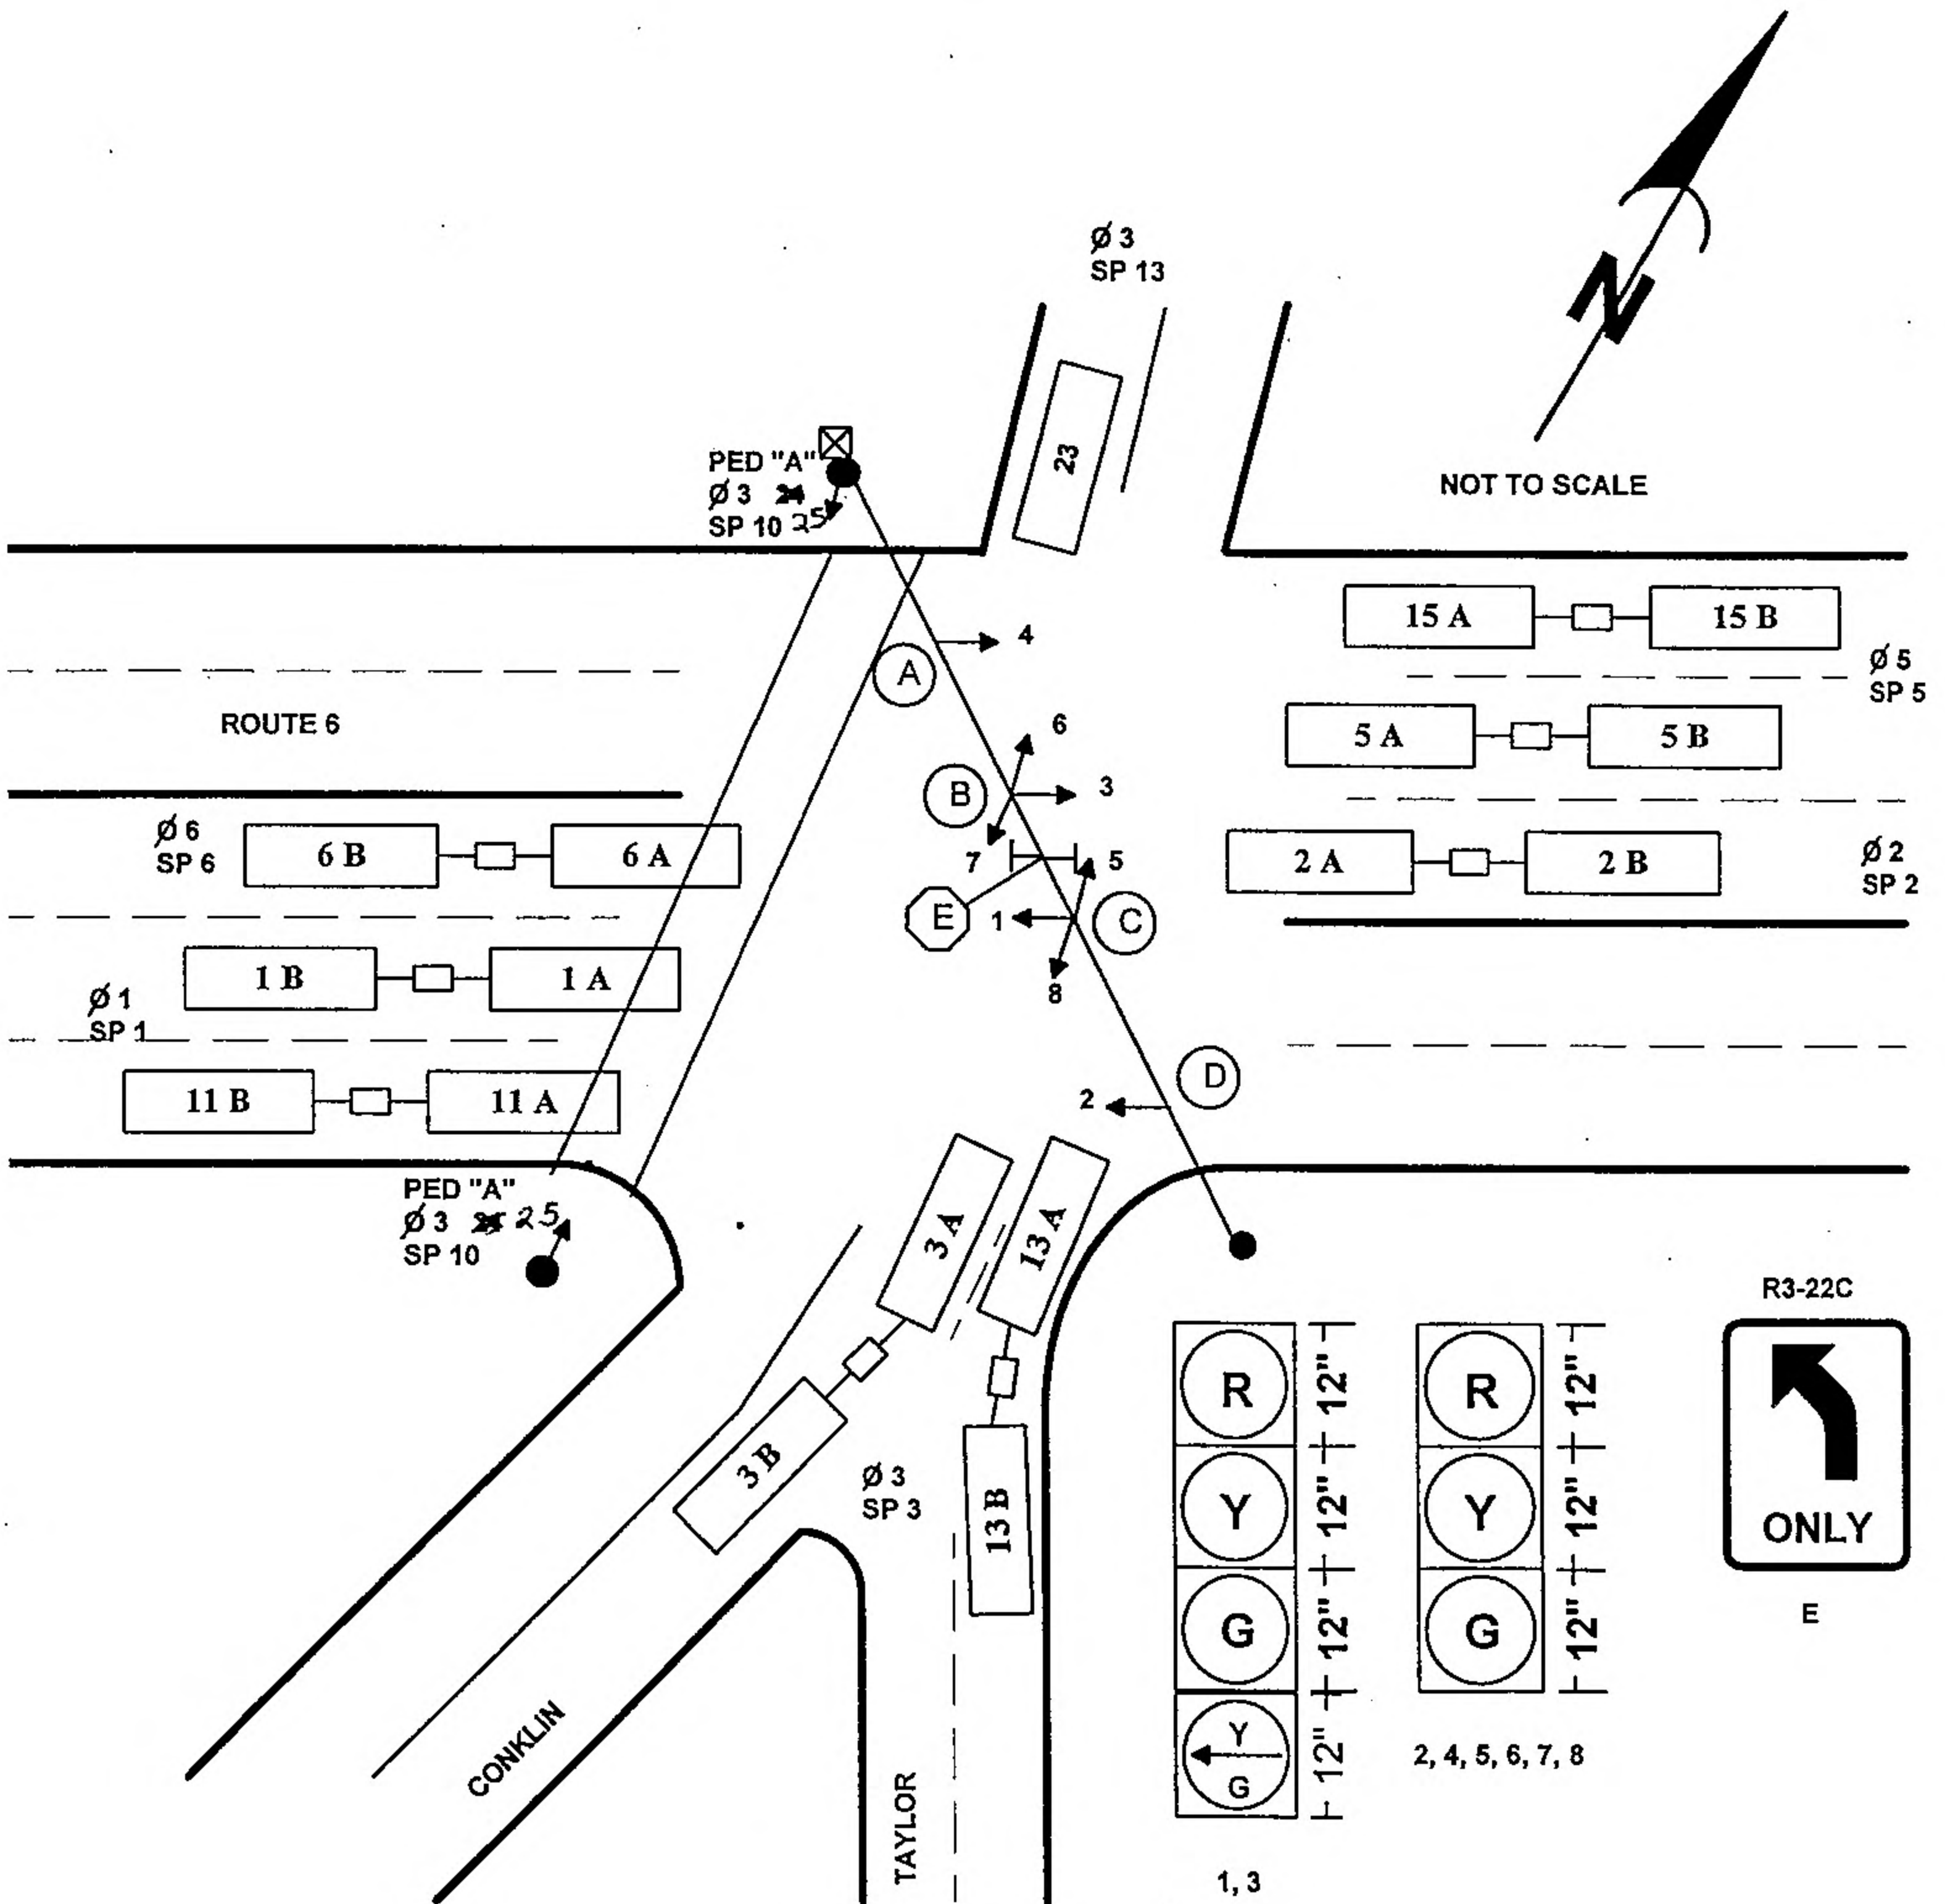 Ø 3
SP 13
N
23
NOT TO SCALE
PED "A"
Ø 3
SP 10 25
4
A
15 A
15 B
Ø 5
SP 5
ROUTE 6
6
5 A
5 B
B
3
Ø 6
SP 6
6 B
6 A
7
5
2 A
2 B
Ø 2
SP 2
E
1
C
1 B
1 A
8
Ø 1
SP 1
2
D
11 B
11 A
PED "A"
Ø 3 25
SP 10
3 A
13 A
3 B
13 B
Ø 3
SP 3
CONKLIN
TAYLOR
R
Y
G
Y
G
12"
12"
12"
12"
1, 3
R
Y
G
12"
12"
12"
2, 4, 5, 6, 7, 8
R3-22C
ONLY
E